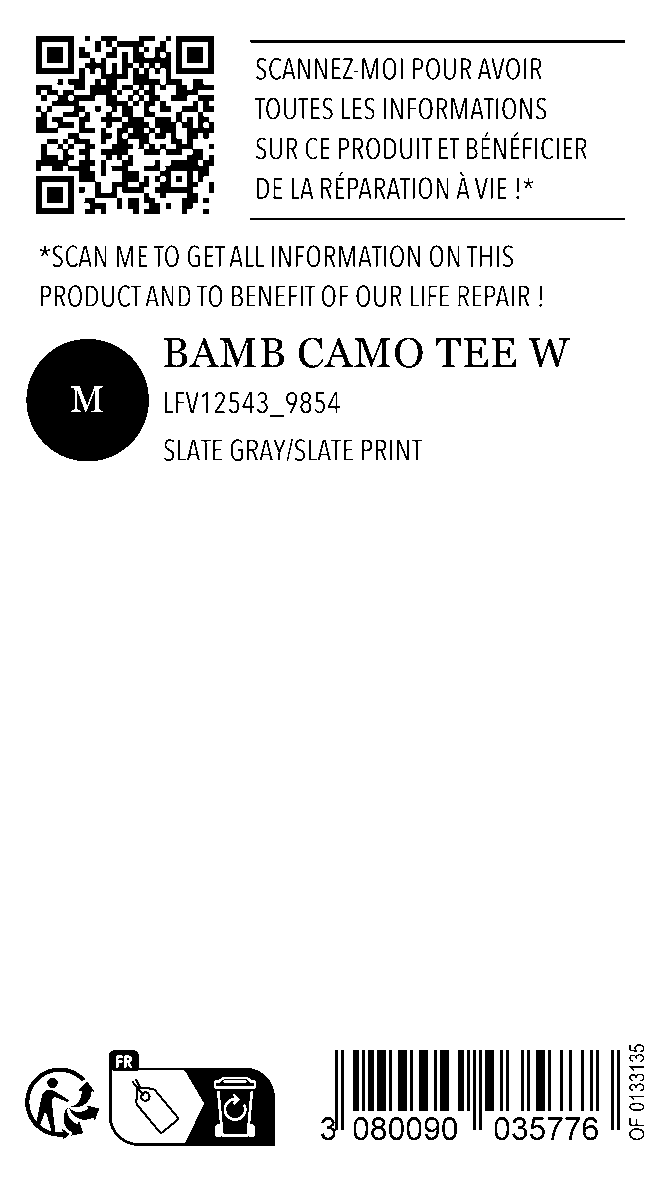 SCANNEZ-MOI POUR AVOIR
TOUTES LES INFORMATIONS
SUR CE PRODUIT ET BÉNÉFICIER
DE LA RÉPARATION À VIE !*
*SCAN ME TO GET ALL INFORMATION ON THIS
PRODUCT AND TO BENEFIT OF OUR LIFE REPAIR !
BAMB CAMO TEE W
M
LFV12543_9854
SLATE GRAY/SLATE PRINT
FR
3 080090 035776
OF 0133135